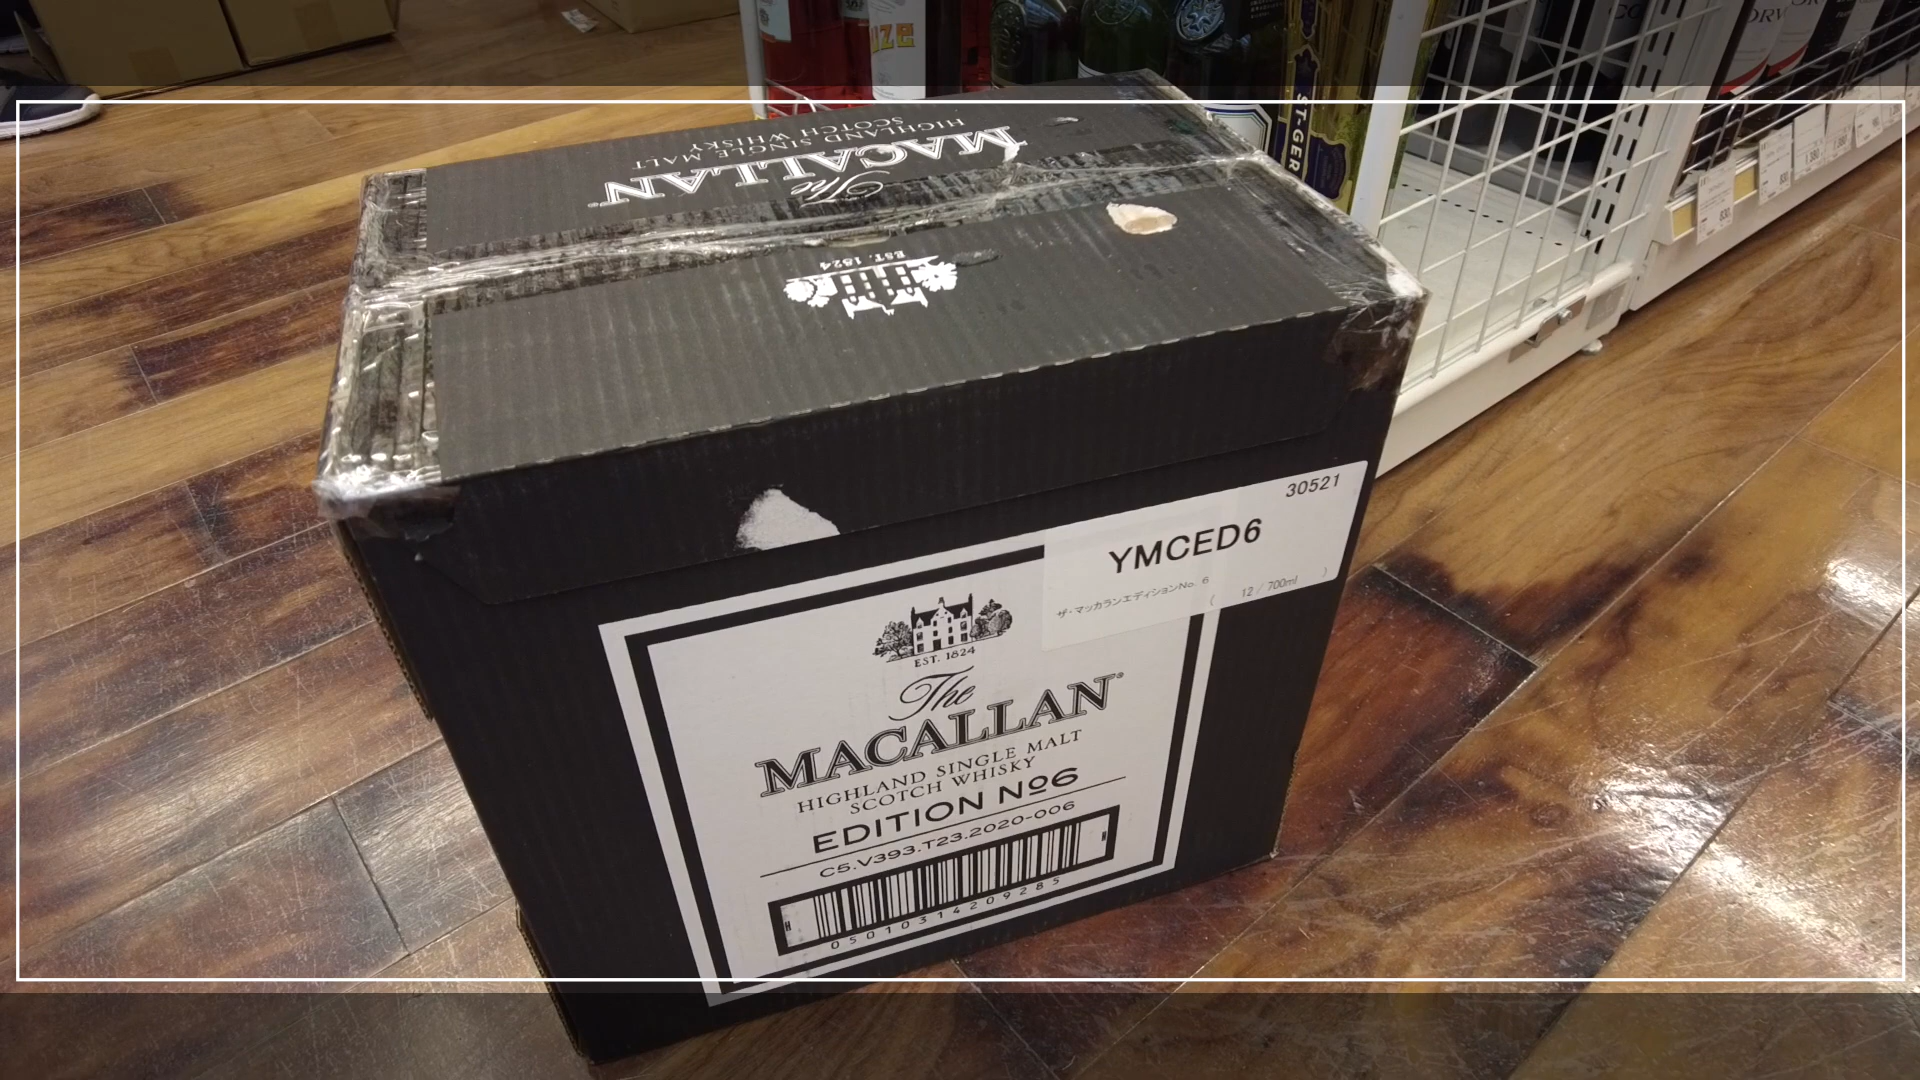 The
MACALLAN®
HIGHLAND SINGLE MALT
SCOTCH WHISKY
EST. 1824
30521
YMCED6
ザ・マッカランエディションNo. 6
( 12 / 700ml )
EST. 1824
The
MACALLAN®
HIGHLAND SINGLE MALT
SCOTCH WHISKY
EDITION Nº6
C5.V393.T23.2020-006
H
H
05010314209285
ST-GER